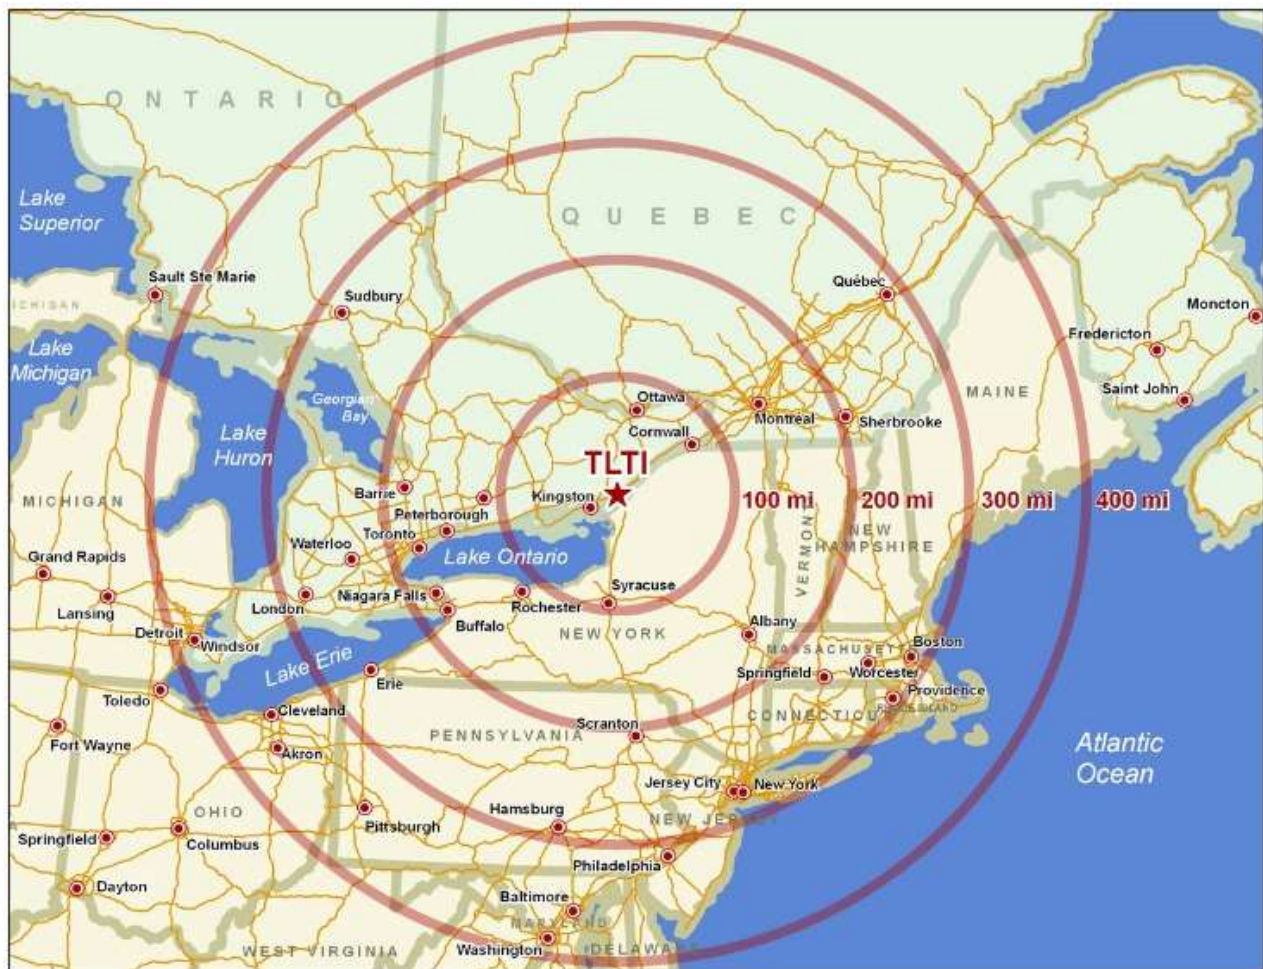 ONTARIO
Lake
Superior
QUEBEC
Sault Ste Marie
Sudbury
Québec
Moncton
Fredericton
Lake
Michigan
MAINE
Saint John
Georgian
Bay
Ottawa
Montréal
Sherbrooke
Lake
Huron
Cornwall
TLTI
MICHIGAN
Barrie
Kingston
100 mi
200 mi
300 mi
400 mi
Peterborough
Toronto
Waterloo
Lake Ontario
VERMONT
NEW
HAMPSHIRE
Grand Rapids
Lansing
London
Niagara Falls
Rochester
Syracuse
Buffalo
NEW YORK
Albany
Detroit
Windsor
Boston
MASSACHUSETT
Lake Erie
Erie
Springfield
Worcester
Toledo
Providence
Cleveland
CONNECTICUT
Scranton
PENNSYLVANIA
Fort Wayne
Akron
Atlantic
Ocean
Jersey City
New York
OHIO
Pittsburgh
Hamsburg
NEW JERSEY
Springfield
Columbus
Philadelphia
Dayton
Baltimore
MARYLAND
WEST VIRGINIA
Washington
DELAWARE